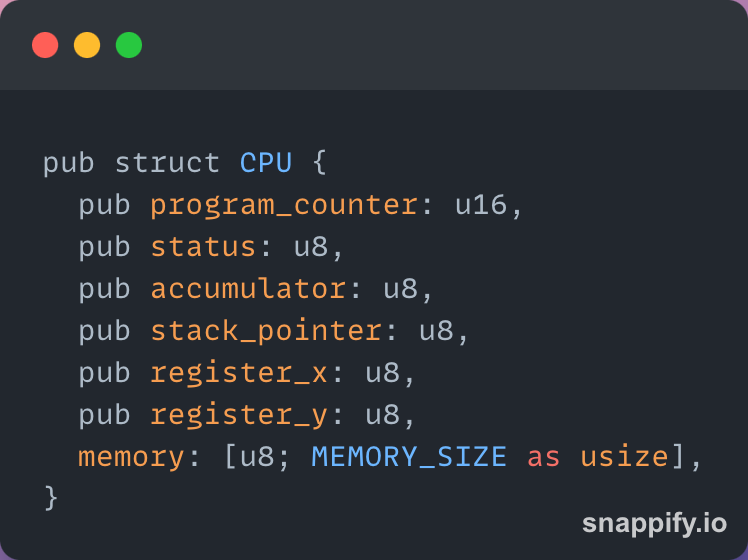 pub struct CPU {
  pub program_counter: u16,
  pub status: u8,
  pub accumulator: u8,
  pub stack_pointer: u8,
  pub register_x: u8,
  pub register_y: u8,
  memory: [u8; MEMORY_SIZE as usize],
}
snappify.io